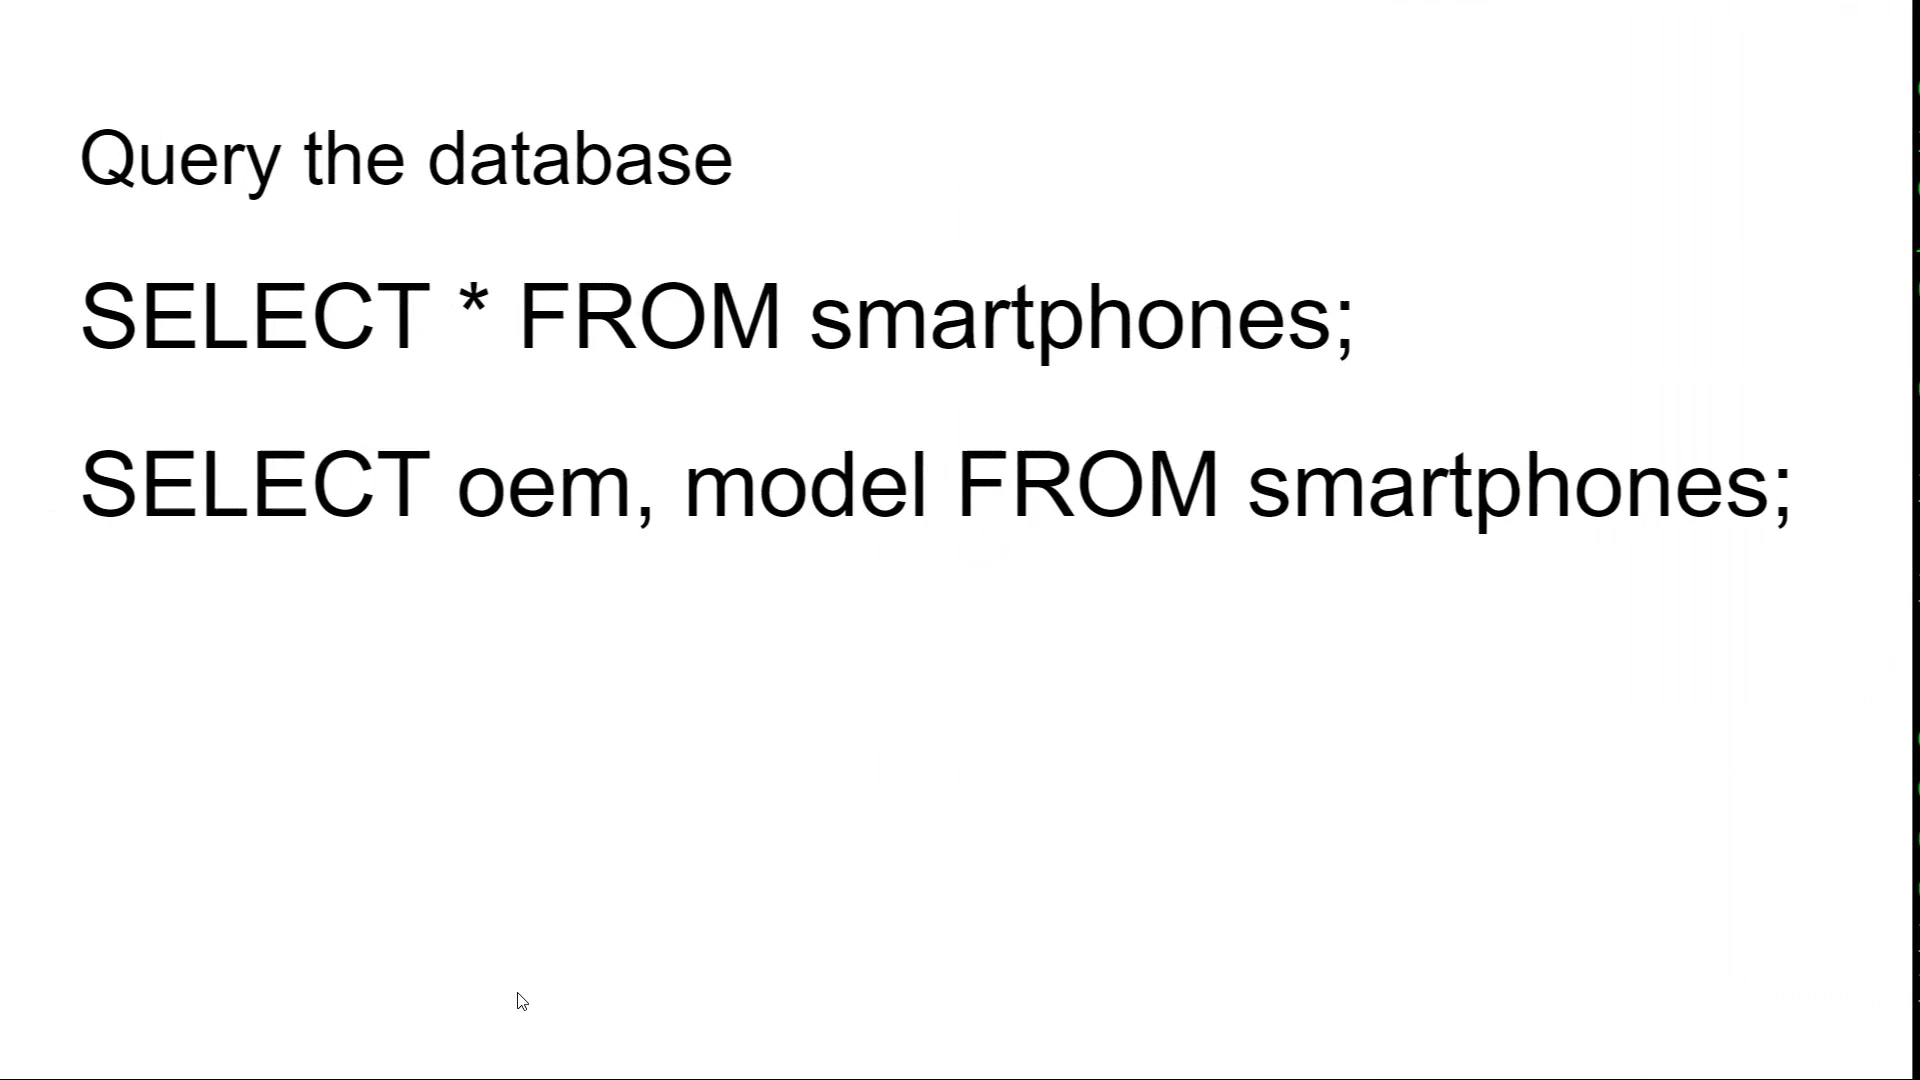 Query the database
SELECT * FROM smartphones;
SELECT oem, model FROM smartphones;